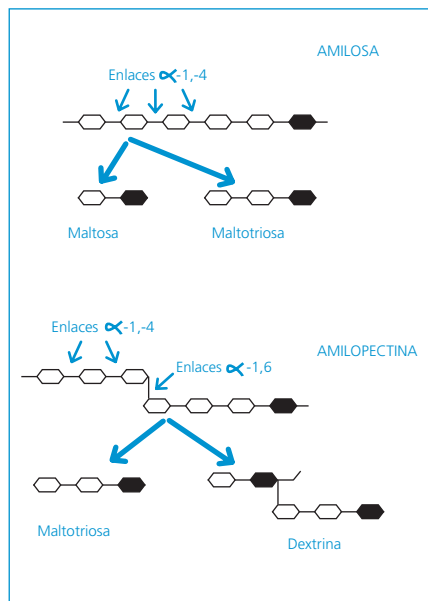 AMILOSA
Enlaces ∝-1,-4
Maltosa
Maltotriosa
Enlaces ∝-1,-4
AMILOPECTINA
Enlaces ∝-1,6
Maltotriosa
Dextrina